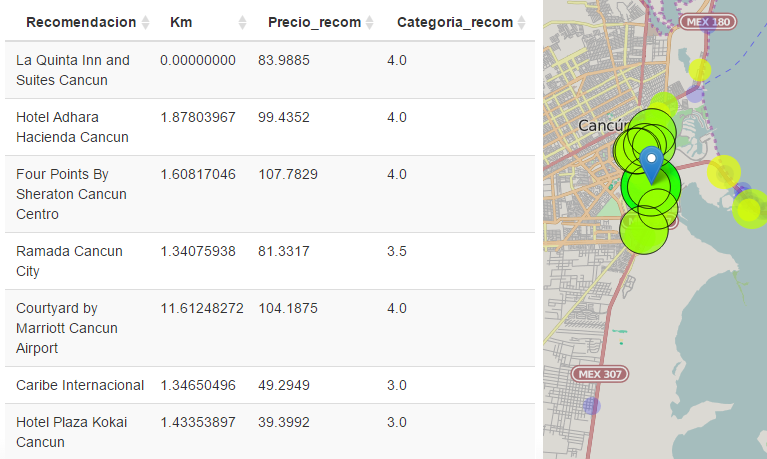 Recomendacion Km Precio_recom Categoria_recom
La Quinta Inn and 0.00000000 83.9885 4.0
Suites Cancun
Hotel Adhara 1.87803967 99.4352 4.0
Hacienda Cancun
Four Points By 1.60817046 107.7829 4.0
Sheraton Cancun
Centro
Ramada Cancun 1.34075938 81.3317 3.5
City
Courtyard by 11.61248272 104.1875 4.0
Marriott Cancun
Airport
Caribe Internacional 1.34650496 49.2949 3.0
Hotel Plaza Kokai 1.43353897 39.3992 3.0
Cancun
MEX 180
Cancún
MEX 307